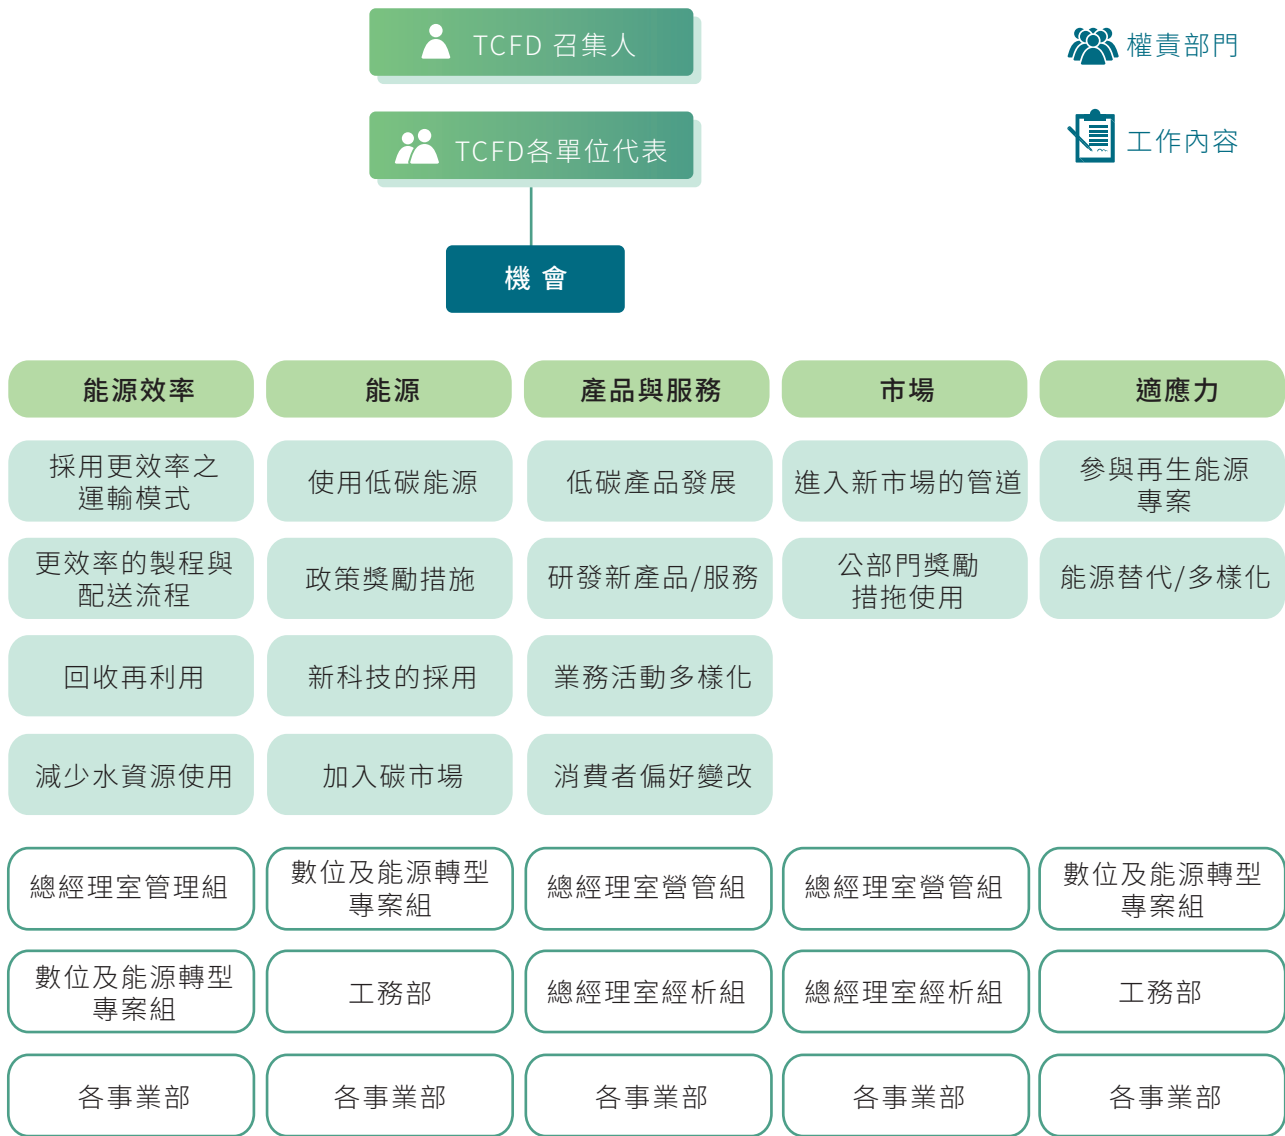 TCFD 召集人
權責部門
TCFD各單位代表
工作內容
機會
能源效率
能源
產品與服務
市場
適應力
採用更效率之
運輸模式
使用低碳能源
低碳產品發展
進入新市場的管道
參與再生能源
專案
更效率的製程與
配送流程
政策獎勵措施
研發新產品/服務
公部門獎勵
措拖使用
能源替代/多樣化
回收再利用
新科技的採用
業務活動多樣化
減少水資源使用
加入碳市場
消費者偏好變改
總經理室管理組
數位及能源轉型
專案組
總經理室營管組
總經理室營管組
數位及能源轉型
專案組
數位及能源轉型
專案組
工務部
總經理室經析組
總經理室經析組
工務部
各事業部
各事業部
各事業部
各事業部
各事業部